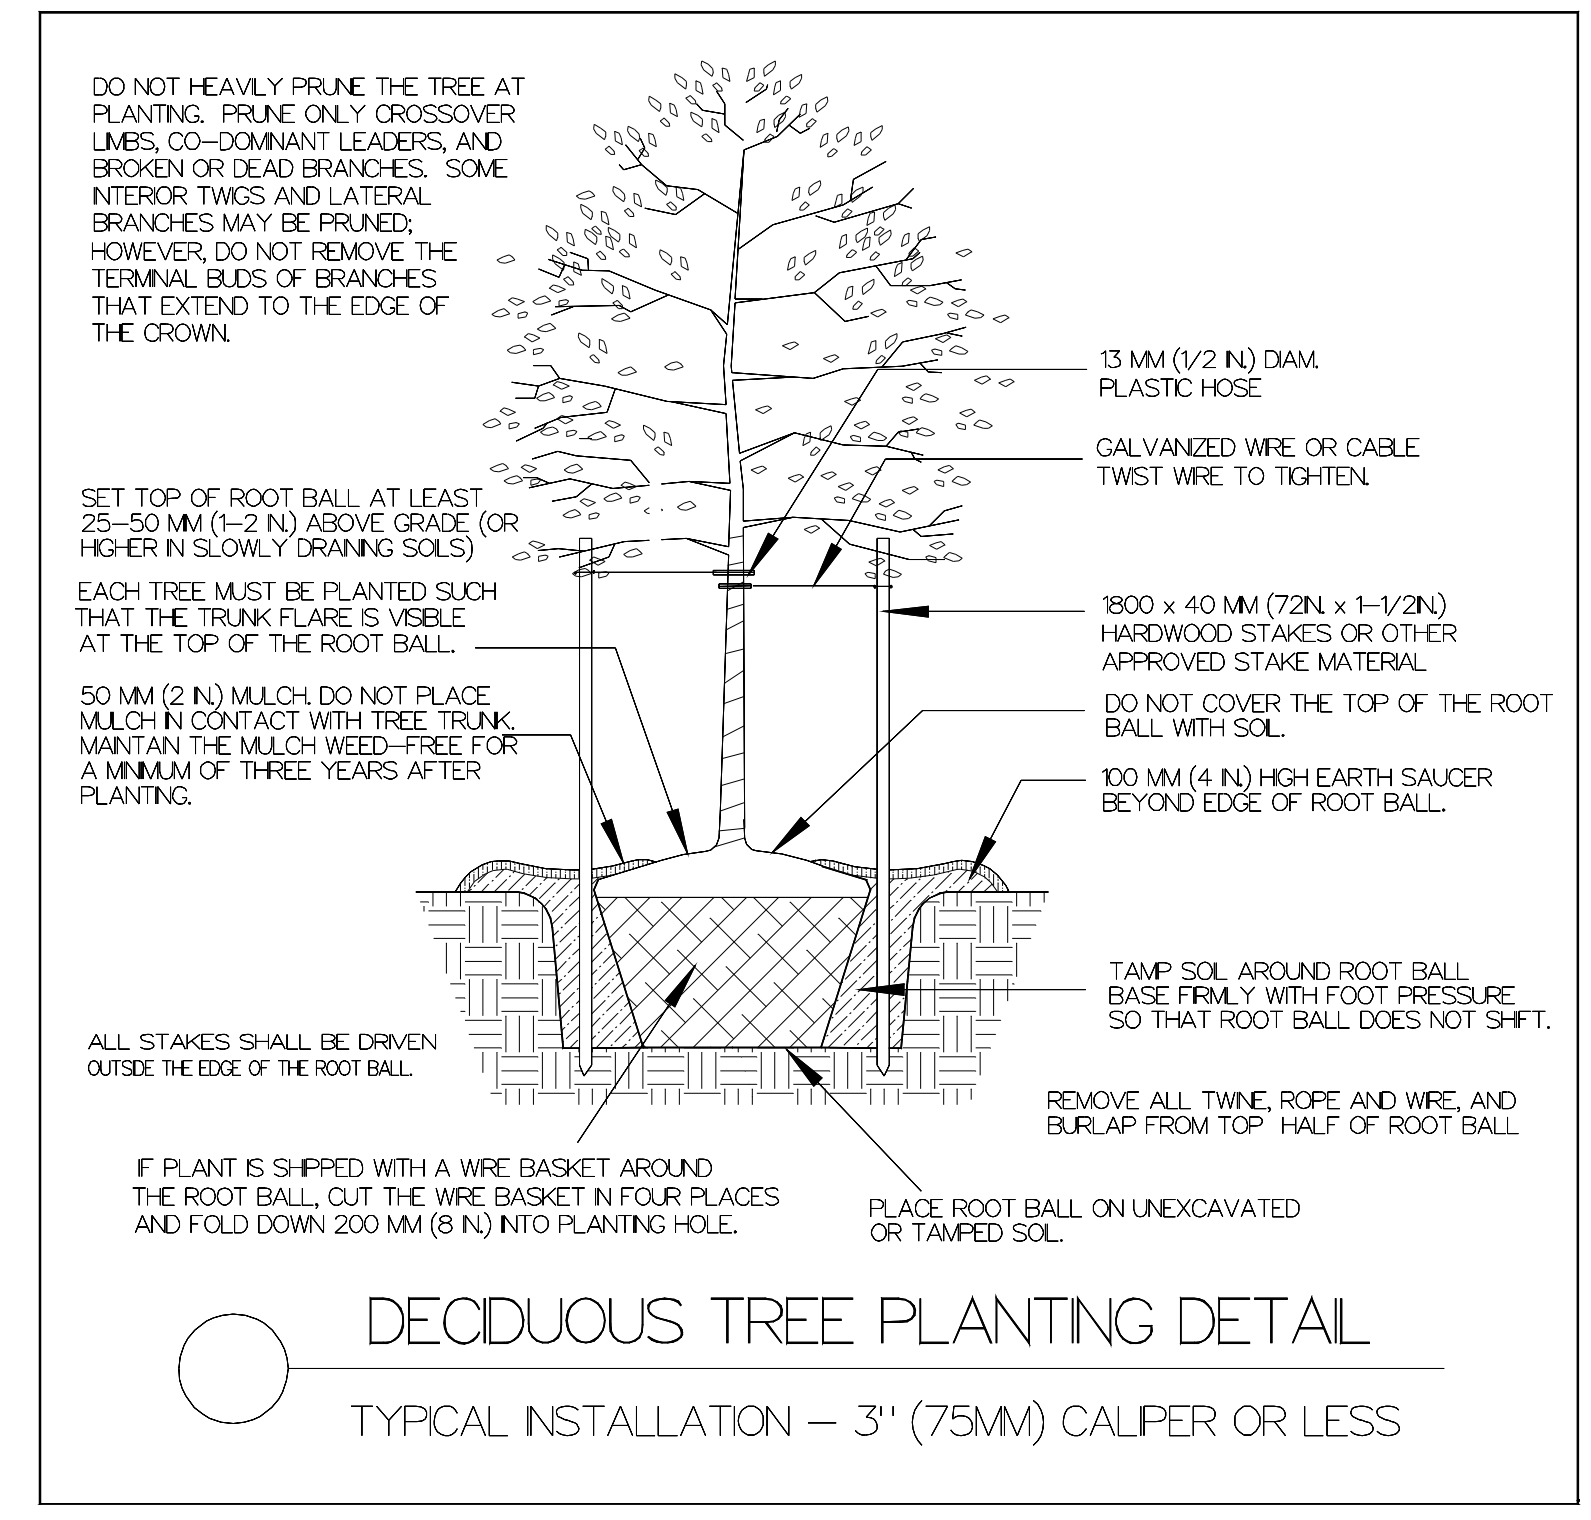 DO NOT HEAVILY PRUNE THE TREE AT
PLANTING. PRUNE ONLY CROSSOVER
LIMBS, CO-DOMINANT LEADERS, AND
BROKEN OR DEAD BRANCHES. SOME
INTERIOR TWIGS AND LATERAL
BRANCHES MAY BE PRUNED;
HOWEVER, DO NOT REMOVE THE
TERMINAL BUDS OF BRANCHES
THAT EXTEND TO THE EDGE OF
THE CROWN.
SET TOP OF ROOT BALL AT LEAST
25-50 MM (1-2 IN.) ABOVE GRADE (OR
HIGHER IN SLOWLY DRAINING SOILS)
EACH TREE MUST BE PLANTED SUCH
THAT THE TRUNK FLARE IS VISIBLE
AT THE TOP OF THE ROOT BALL.
50 MM (2 IN.) MULCH. DO NOT PLACE
MULCH IN CONTACT WITH TREE TRUNK.
MAINTAIN THE MULCH WEED-FREE FOR
A MINIMUM OF THREE YEARS AFTER
PLANTING.
ALL STAKES SHALL BE DRIVEN
OUTSIDE THE EDGE OF THE ROOT BALL.
IF PLANT IS SHIPPED WITH A WIRE BASKET AROUND
THE ROOT BALL, CUT THE WIRE BASKET IN FOUR PLACES
AND FOLD DOWN 200 MM (8 IN.) INTO PLANTING HOLE.
13 MM (1/2 IN.) DIAM.
PLASTIC HOSE
GALVANIZED WIRE OR CABLE
TWIST WIRE TO TIGHTEN.
1800 x 40 MM (72IN. x 1-1/2IN.)
HARDWOOD STAKES OR OTHER
APPROVED STAKE MATERIAL
DO NOT COVER THE TOP OF THE ROOT
BALL WITH SOIL.
100 MM (4 IN.) HIGH EARTH SAUCER
BEYOND EDGE OF ROOT BALL.
TAMP SOIL AROUND ROOT BALL
BASE FIRMLY WITH FOOT PRESSURE
SO THAT ROOT BALL DOES NOT SHIFT.
REMOVE ALL TWINE, ROPE AND WIRE, AND
BURLAP FROM TOP HALF OF ROOT BALL
PLACE ROOT BALL ON UNEXCAVATED
OR TAMPED SOIL.
DECIDUOUS TREE PLANTING DETAIL
TYPICAL INSTALLATION - 3" (75MM) CALIPER OR LESS